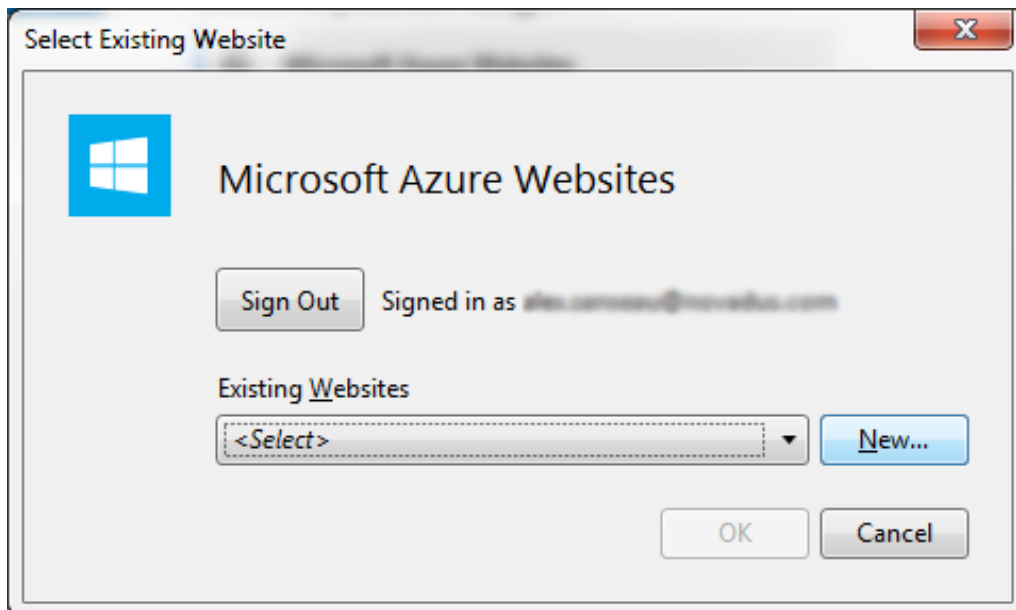 Select Existing Website
Microsoft Azure Websites
Sign Out
Signed in as
Existing Websites
<Select>
New...
OK
Cancel